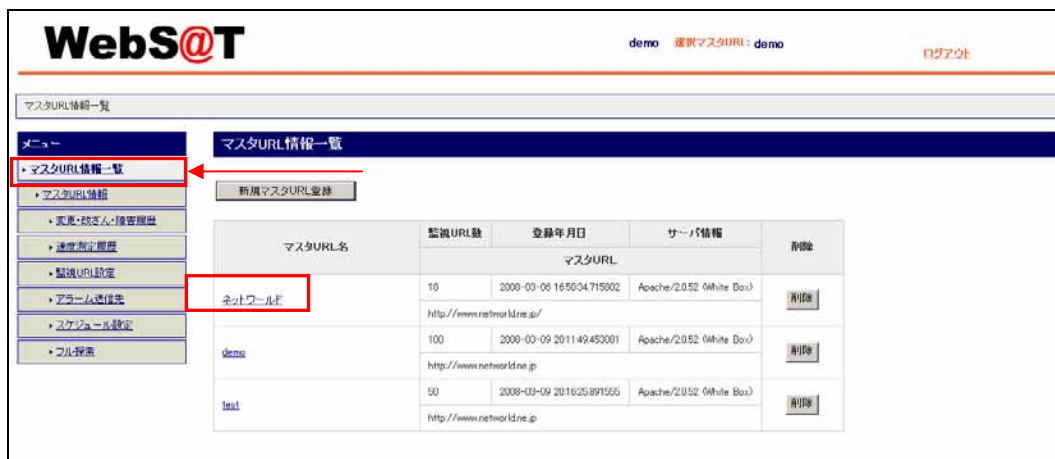 WebS@T
demo 選択マスタURL: demo
ログアウト
マスタURL情報一覧
メニュー
マスタURL情報一覧
マスタURL情報
変更・改ざん・障害履歴
速度測定履歴
監視URL設定
アラーム送信先
スケジュール設定
フル探索
マスタURL情報一覧
新規マスタURL登録
マスタURL名 監視URL数 登録年月日 サーバ情報 削除
マスタURL
ネットワールド 18 2008-03-06 16:50:34.715802 Apache/2.0.52 (White Box) 削除
http://www.networld.ne.jp/
demo 100 2008-03-09 20:11:49.453081 Apache/2.0.52 (White Box) 削除
http://www.networld.ne.jp
test 50 2008-03-09 20:16:25.891555 Apache/2.0.52 (White Box) 削除
http://www.networld.ne.jp